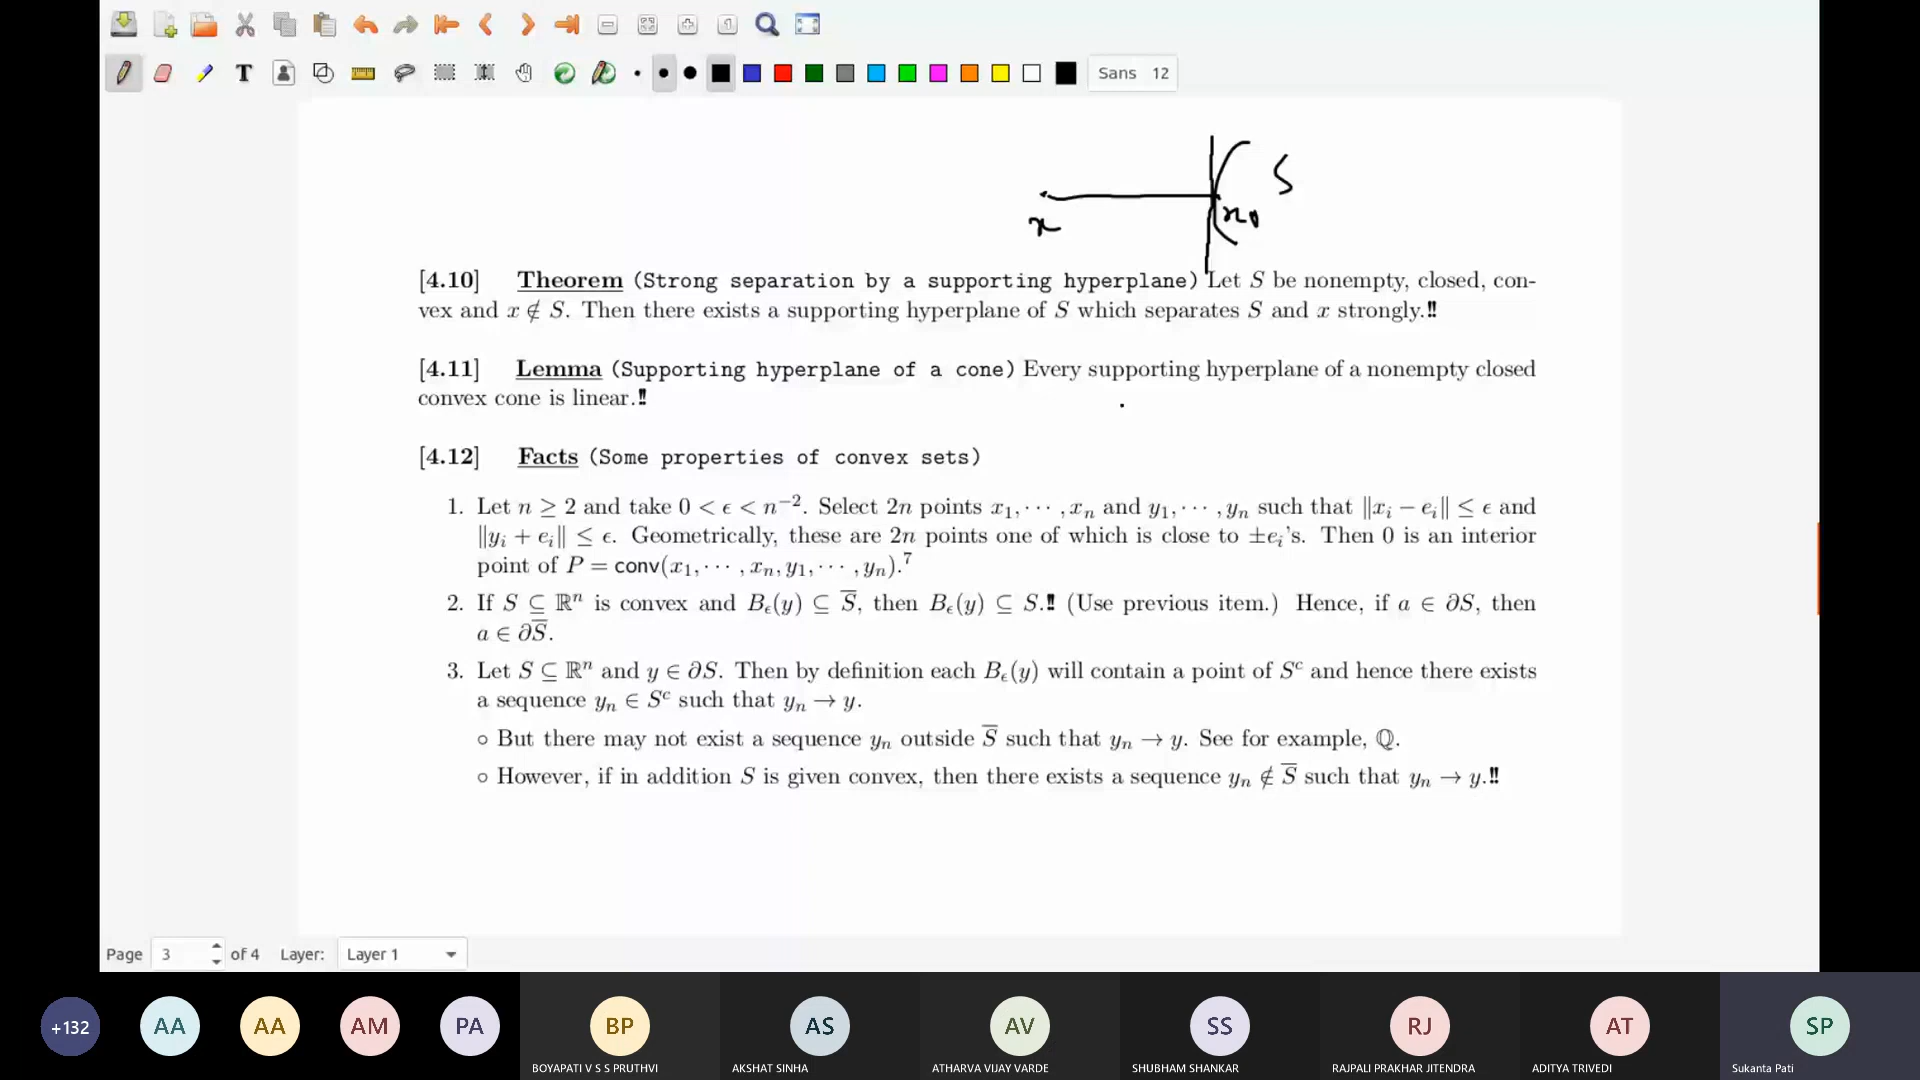 T
Sans 12
S
x
x0
[4.10] Theorem (Strong separation by a supporting hyperplane) Let S be nonempty, closed, con-
vex and x ∉ S. Then there exists a supporting hyperplane of S which separates S and x strongly.!!
[4.11] Lemma (Supporting hyperplane of a cone) Every supporting hyperplane of a nonempty closed
convex cone is linear.!!
[4.12] Facts (Some properties of convex sets)
1. Let n ≥ 2 and take 0 < ϵ < n⁻². Select 2n points x₁, ⋯ , xₙ and y₁, ⋯ , yₙ such that ‖xᵢ − eᵢ‖ ≤ ϵ and
‖yᵢ + eᵢ‖ ≤ ϵ. Geometrically, these are 2n points one of which is close to ±eᵢ's. Then 0 is an interior
point of P = conv(x₁, ⋯ , xₙ, y₁, ⋯ , yₙ).⁷
2. If S ⊆ ℝⁿ is convex and B_ϵ(y) ⊆ S̅, then B_ϵ(y) ⊆ S.!! (Use previous item.) Hence, if a ∈ ∂S, then
a ∈ ∂S̅.
3. Let S ⊆ ℝⁿ and y ∈ ∂S. Then by definition each B_ϵ(y) will contain a point of Sᶜ and hence there exists
a sequence yₙ ∈ Sᶜ such that yₙ → y.
○ But there may not exist a sequence yₙ outside S̅ such that yₙ → y. See for example, ℚ.
○ However, if in addition S is given convex, then there exists a sequence yₙ ∉ S̅ such that yₙ → y.!!
Page 3 of 4 Layer: Layer 1
+132 AA AA AM PA BP AS AV SS RJ AT SP
BOYAPATI V S S PRUTHVI AKSHAT SINHA ATHARVA VIJAY VARDE SHUBHAM SHANKAR RAJPALI PRAKHAR JITENDRA ADITYA TRIVEDI Sukanta Pati